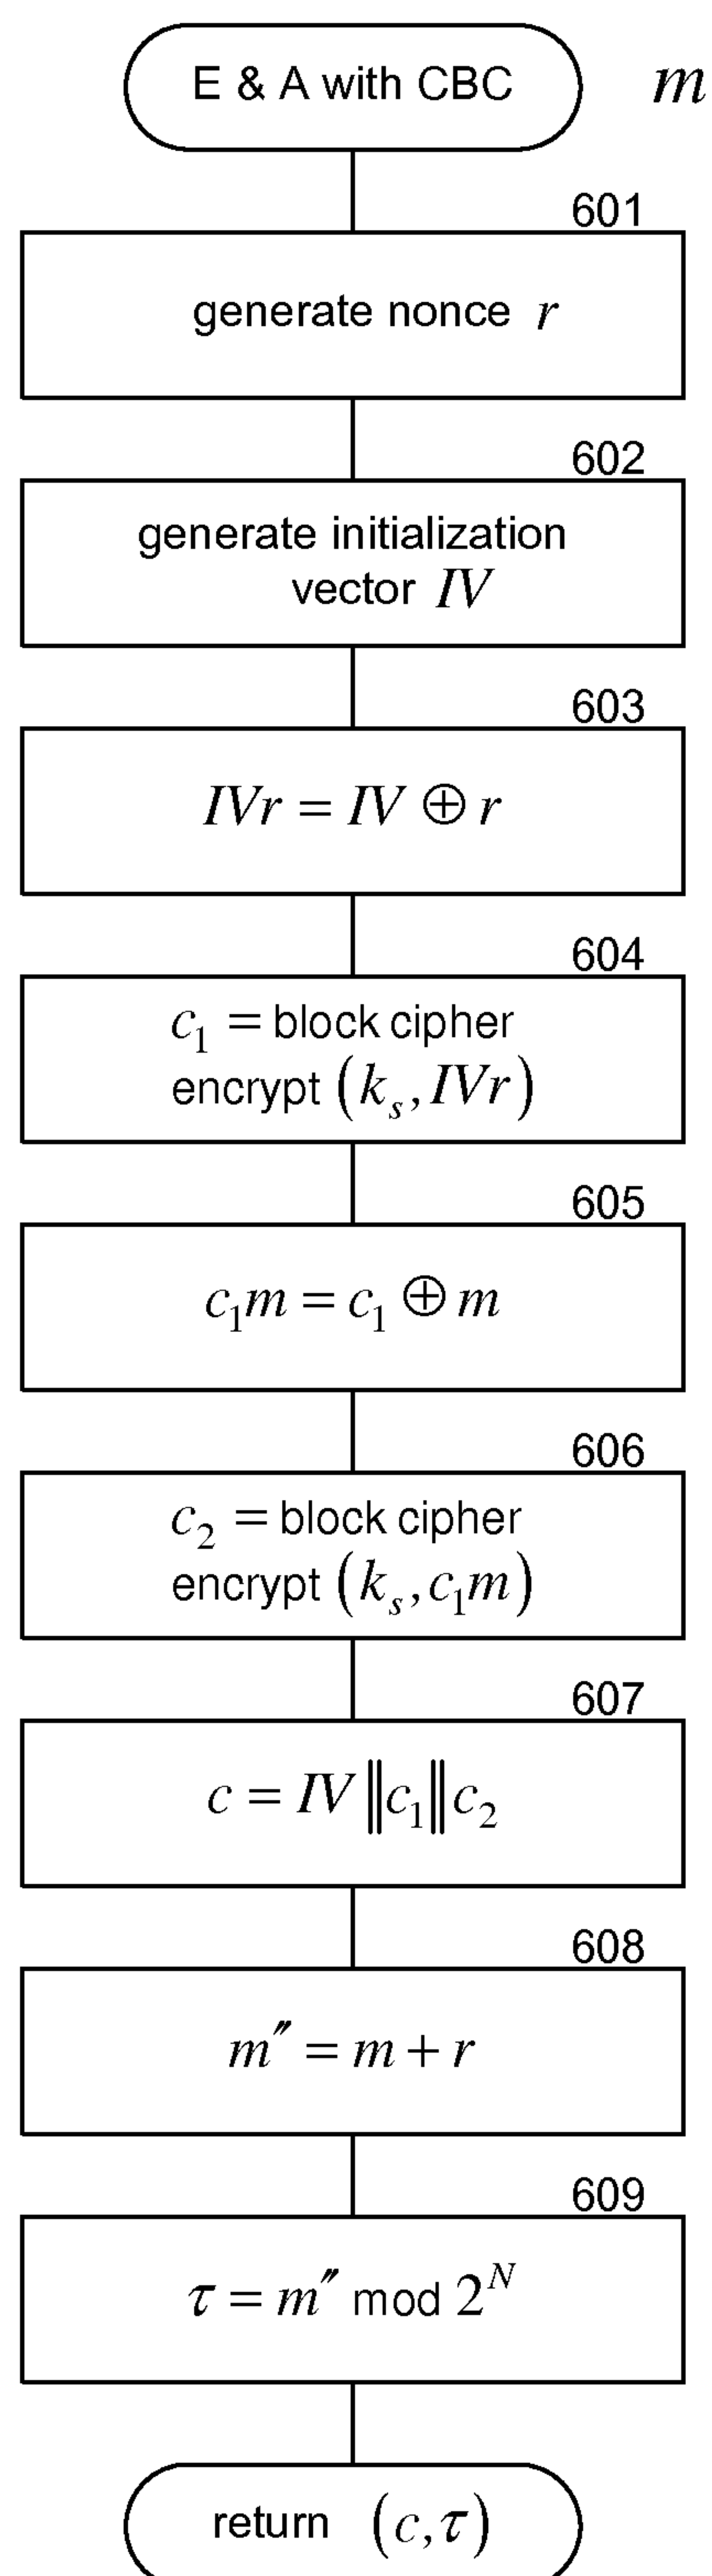 E & A with CBC m
601
generate nonce r
602
generate initialization
vector IV
603
IVr = IV ⊕ r
604
c₁ = block cipher
encrypt (kₛ, IVr)
605
c₁m = c₁ ⊕ m
606
c₂ = block cipher
encrypt (kₛ, c₁m)
607
c = IV‖c₁‖c₂
608
m″ = m + r
609
τ = m″ mod 2ᴺ
return (c, τ)